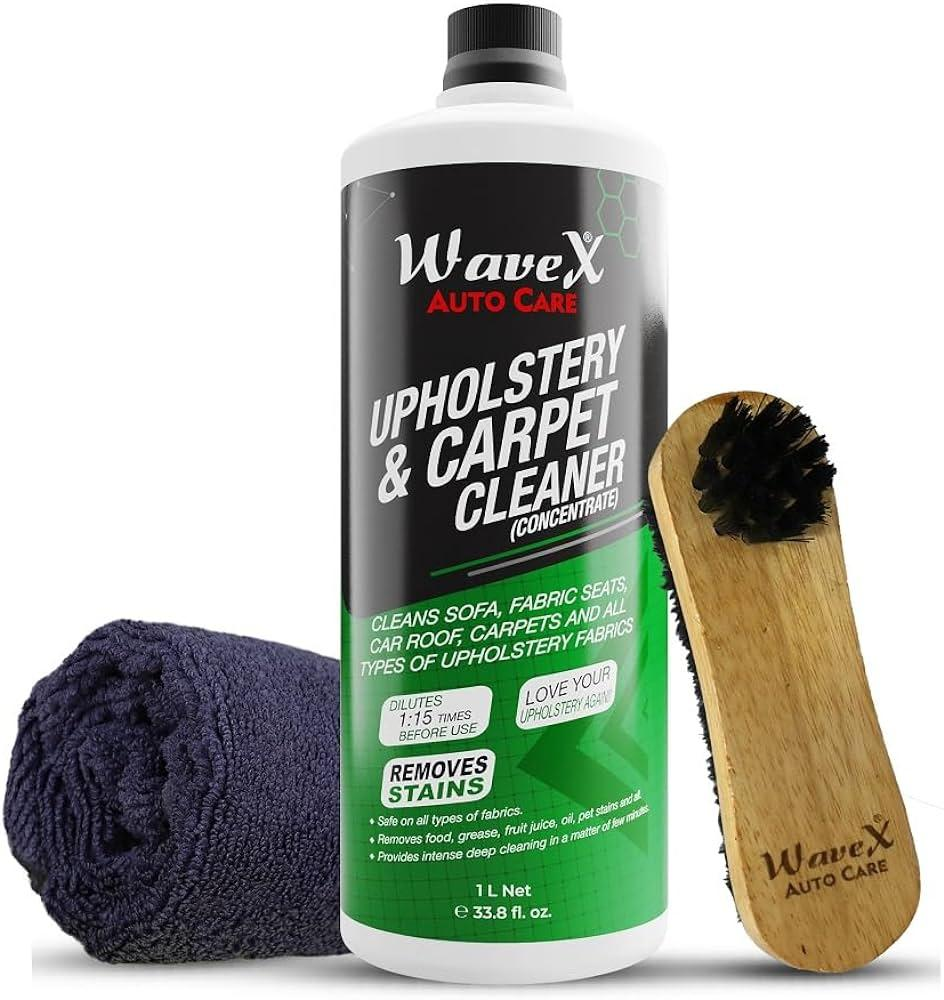 WaveX®
AUTO CARE
UPHOLSTERY
& CARPET
CLEANER
(CONCENTRATE)
CLEANS SOFA, FABRIC SEATS,
CAR ROOF, CARPETS AND ALL
TYPES OF UPHOLSTERY FABRICS
DILUTES
1:15 TIMES
BEFORE USE
LOVE YOUR
UPHOLSTERY AGAIN!
REMOVES
STAINS
• Safe on all types of fabrics.
• Removes food, grease, fruit juice, oil, pet stains and all.
• Provides intense deep cleaning in a matter of few minutes.
1 L Net
℮ 33.8 fl. oz.
WaveX®
AUTO CARE